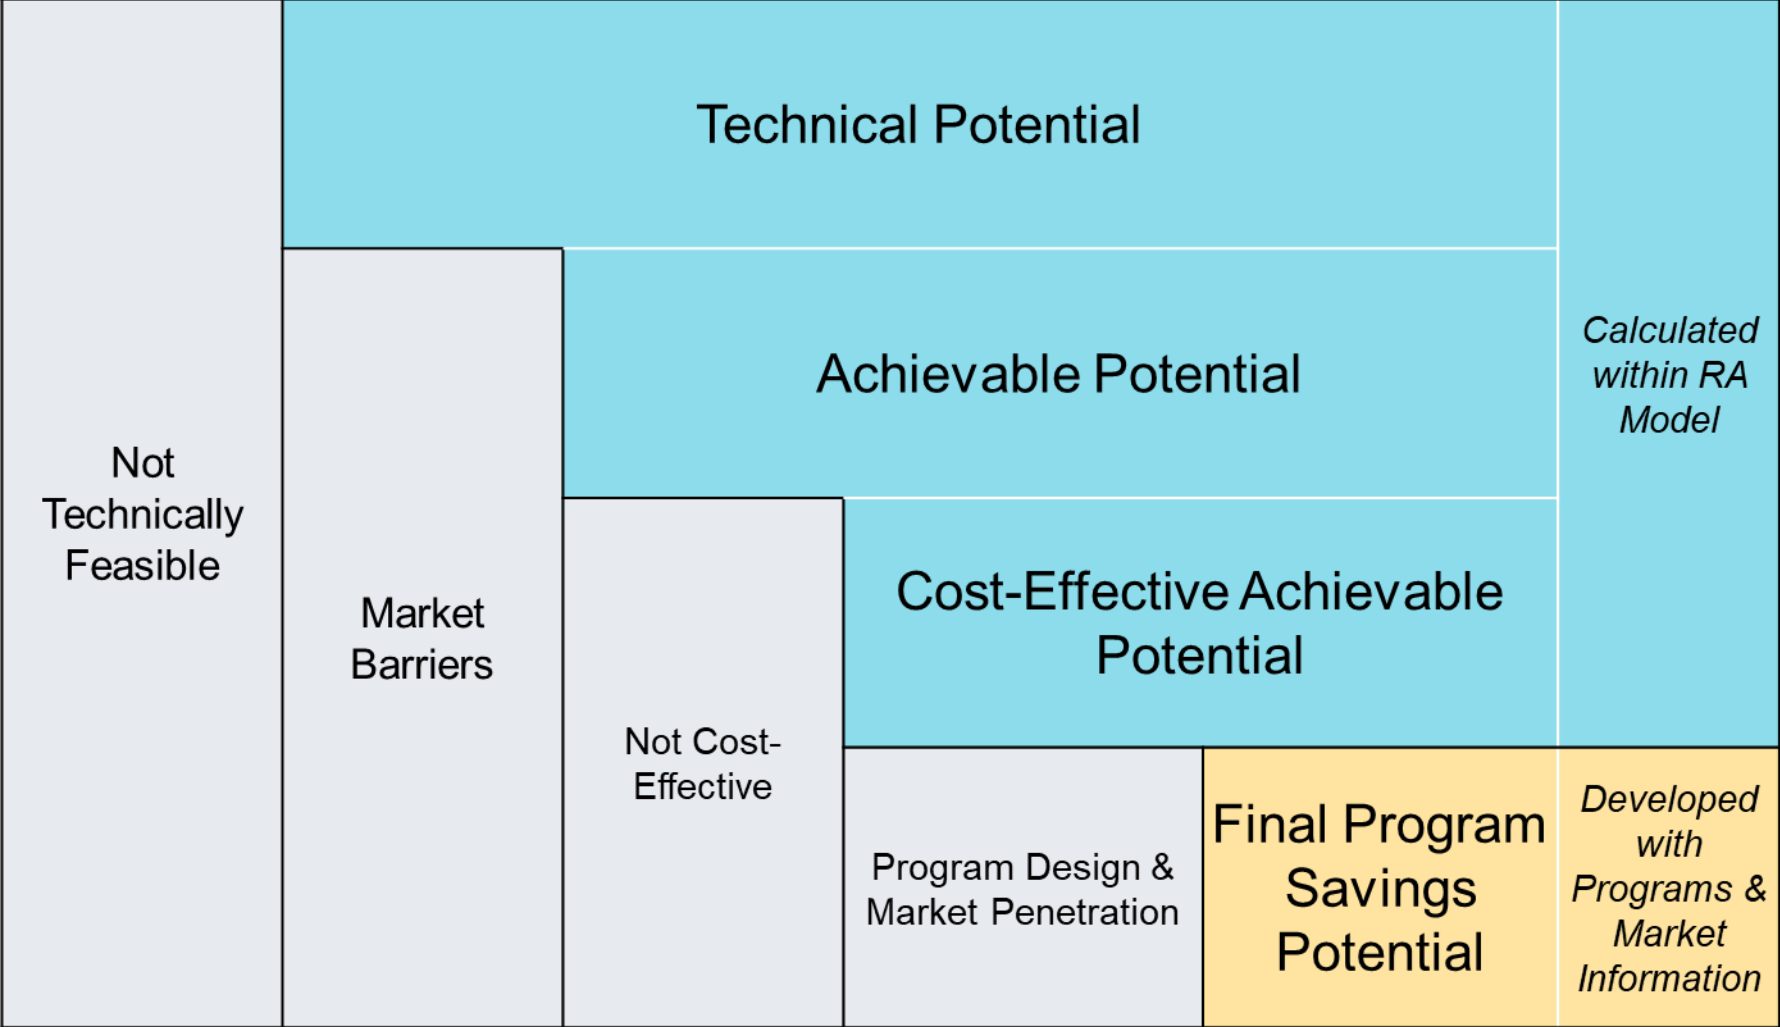 Technical Potential
Achievable Potential
Calculated
within RA
Model
Not
Technically
Feasible
Market
Barriers
Cost-Effective Achievable
Potential
Not Cost-
Effective
Program Design &
Market Penetration
Final Program
Savings
Potential
Developed
with
Programs &
Market
Information